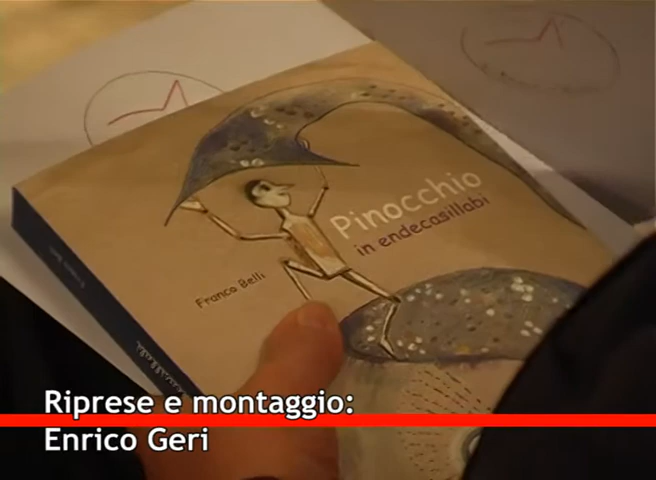 Pinocchio
in endecasillabi
Franco Belli
Riprese e montaggio:
Enrico Geri